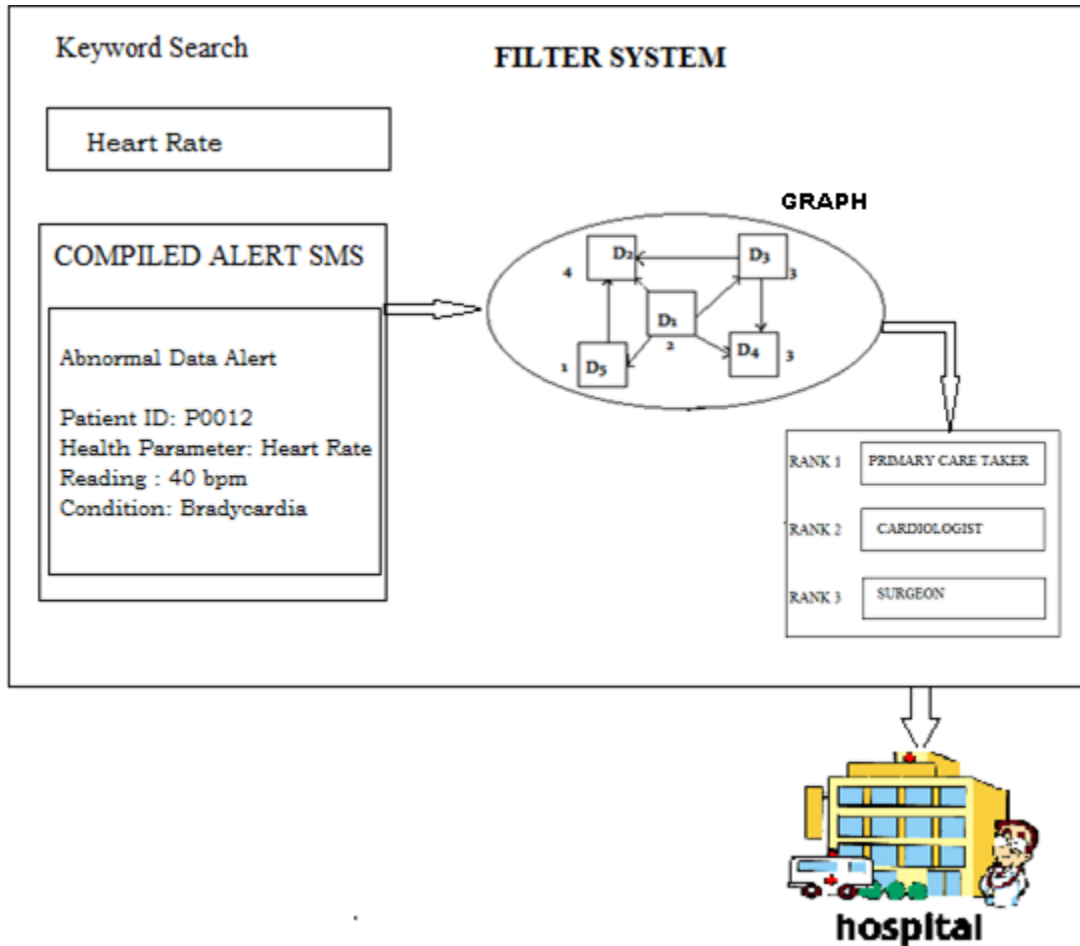 Keyword Search
FILTER SYSTEM
Heart Rate
COMPILED ALERT SMS
Abnormal Data Alert
Patient ID: P0012
Health Parameter: Heart Rate
Reading : 40 bpm
Condition: Bradycardia
GRAPH
D2
D3
4
3
D1
2
D4
3
D5
1
RANK 1 PRIMARY CARE TAKER
RANK 2 CARDIOLOGIST
RANK 3 SURGEON
hospital